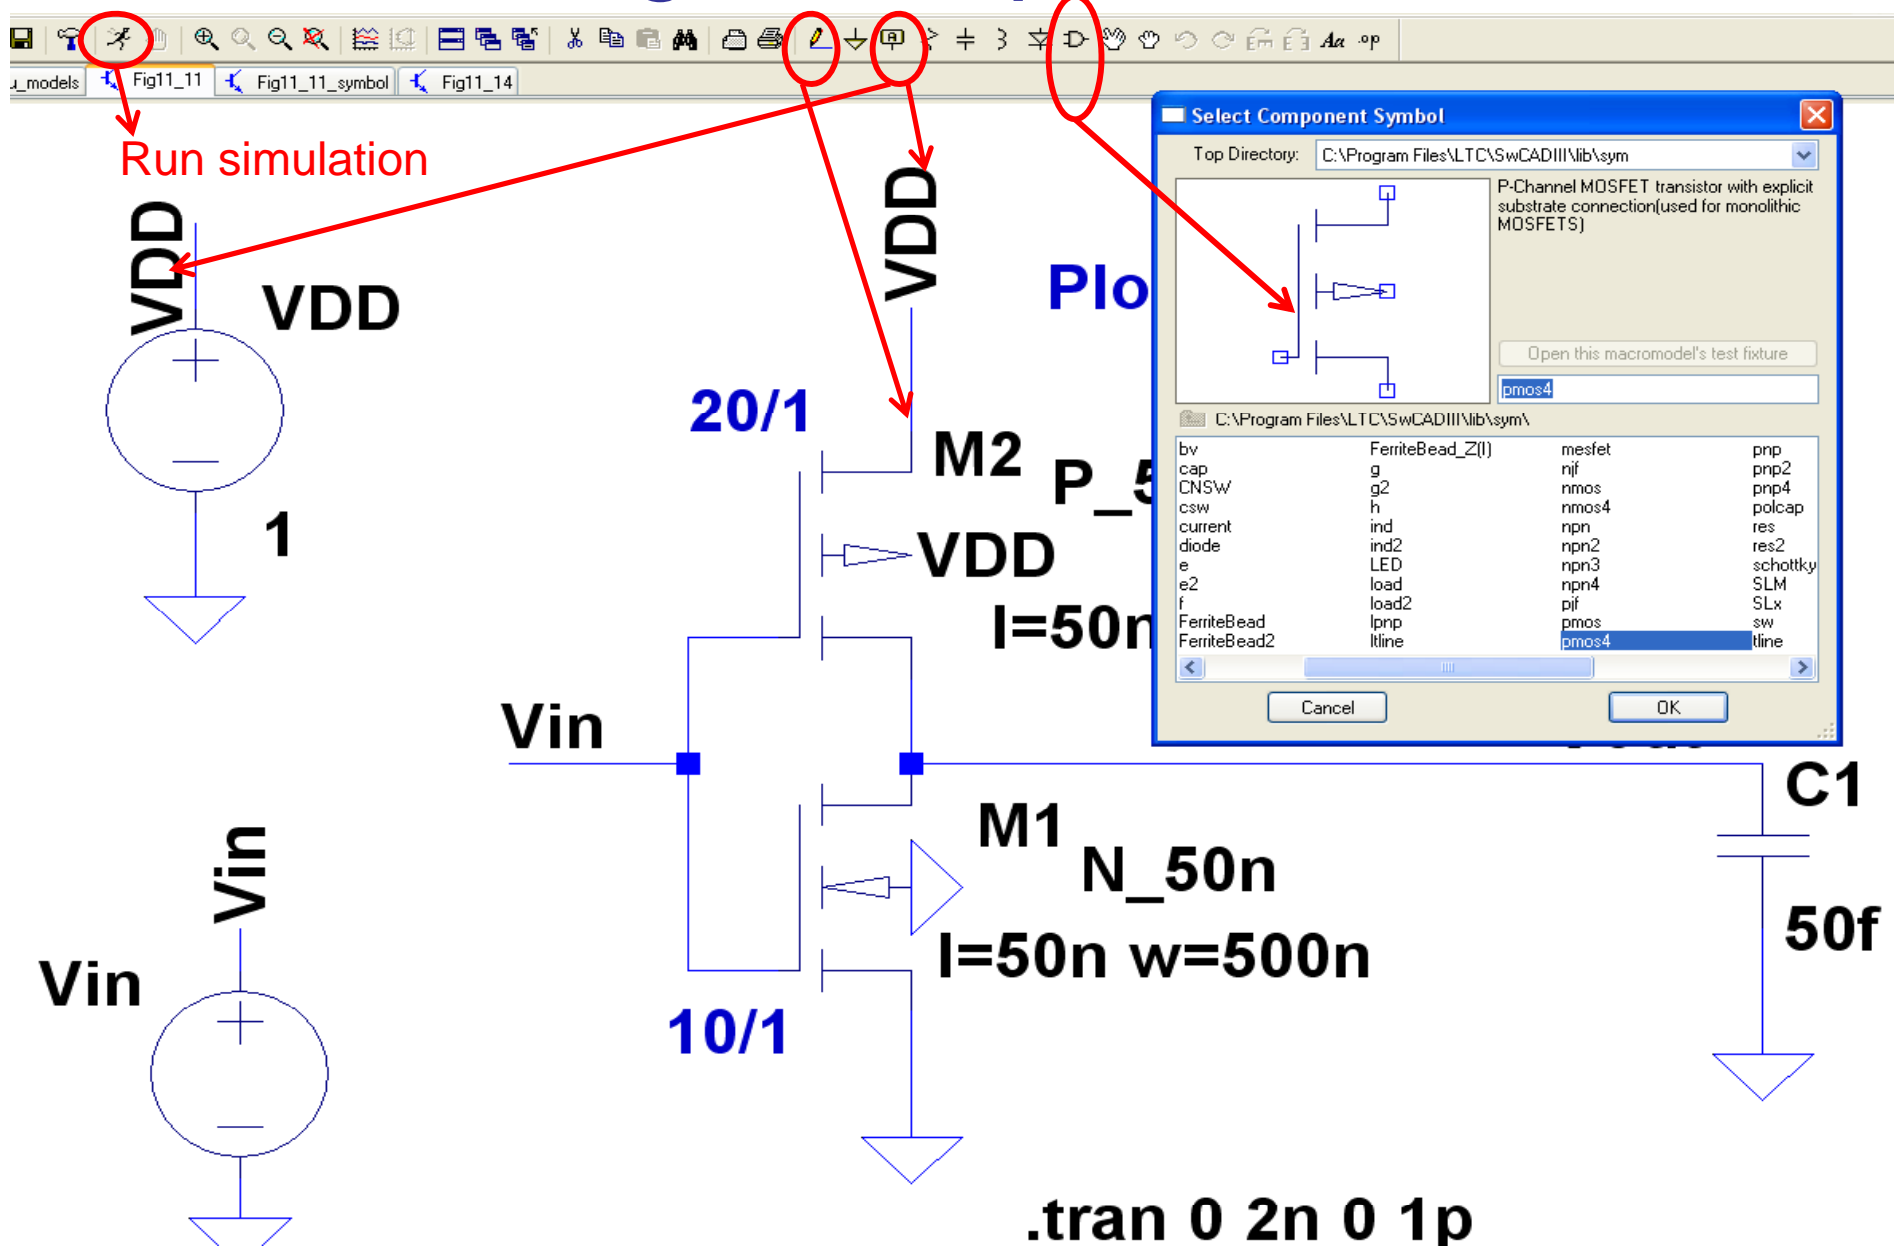 Aa .op
u_models Fig11_11 Fig11_11_symbol Fig11_14
Run simulation
VDD
VDD
1
VDD
20/1
M2
P_5
VDD
l=50n
Plo
Vin
M1
N_50n
l=50n w=500n
10/1
C1
50f
Vin
Vin
.tran 0 2n 0 1p
Select Component Symbol
Top Directory: C:\Program Files\LTC\SwCADIII\lib\sym
P-Channel MOSFET transistor with explicit
substrate connection(used for monolithic
MOSFETS)
Open this macromodel's test fixture
pmos4
C:\Program Files\LTC\SwCADIII\lib\sym\
bv FerriteBead_Z(I) mesfet pnp
cap g njf pnp2
CNSW g2 nmos pnp4
csw h nmos4 polcap
current ind npn res
diode ind2 npn2 res2
e LED npn3 schottky
e2 load npn4 SLM
f load2 pjf SLx
FerriteBead lpnp pmos sw
FerriteBead2 ltline pmos4 tline
Cancel OK